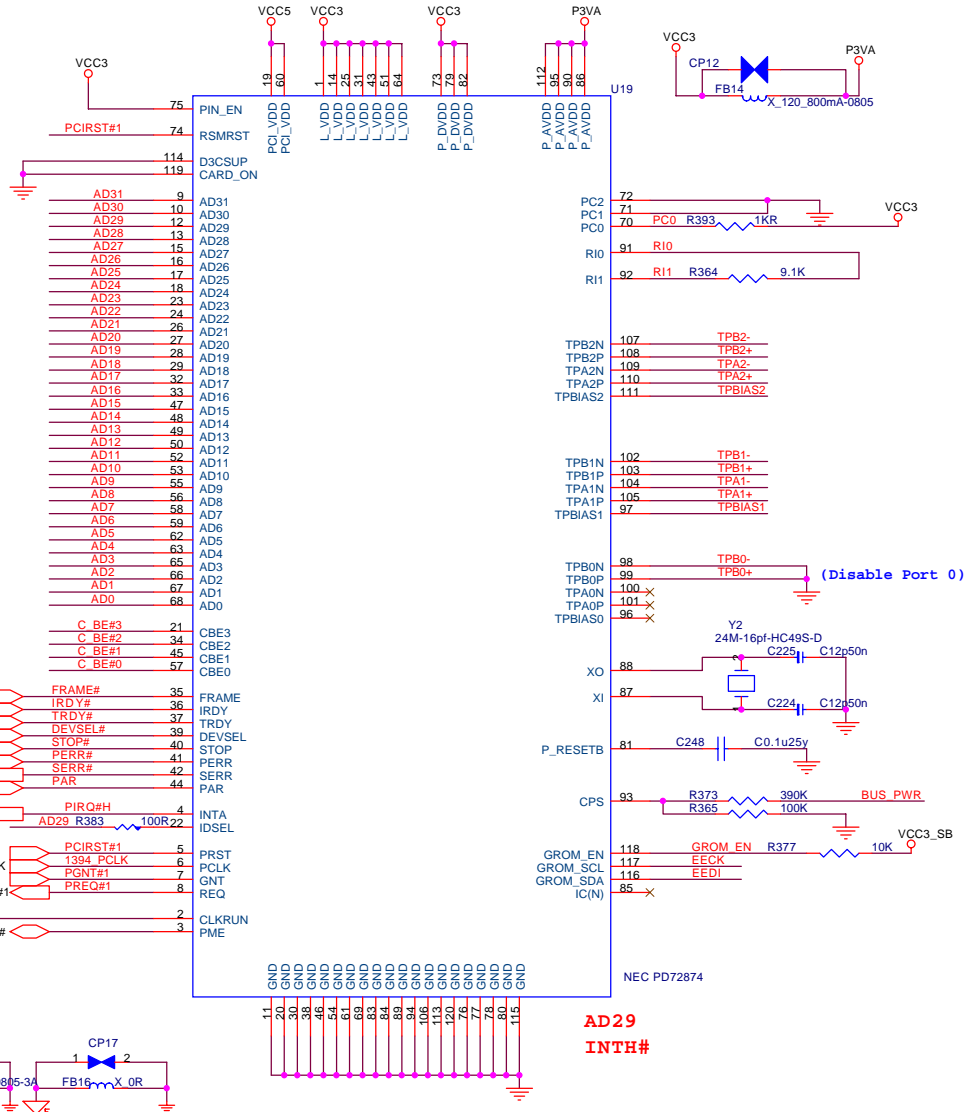 VCC5 VCC3 VCC3 P3VA
VCC3 P3VA
CP12
FB14
X_120_800mA-0805
VCC3
19 60 1 14 25 31 43 51 64 73 79 82 112 95 90 86
U19
PCI_VDD PCI_VDD L_VDD L_VDD L_VDD L_VDD L_VDD L_VDD L_VDD P_DVDD P_DVDD P_DVDD P_AVDD P_AVDD P_AVDD P_AVDD
75 PIN_EN
PCIRST#1 74 RSMRST
114 D3CSUP
119 CARD_ON
AD31 9 AD31
AD30 10 AD30
AD29 12 AD29
AD28 13 AD28
AD27 15 AD27
AD26 16 AD26
AD25 17 AD25
AD24 18 AD24
AD23 23 AD23
AD22 24 AD22
AD21 26 AD21
AD20 27 AD20
AD19 28 AD19
AD18 29 AD18
AD17 32 AD17
AD16 33 AD16
AD15 47 AD15
AD14 48 AD14
AD13 49 AD13
AD12 50 AD12
AD11 52 AD11
AD10 53 AD10
AD9 55 AD9
AD8 56 AD8
AD7 58 AD7
AD6 59 AD6
AD5 62 AD5
AD4 63 AD4
AD3 65 AD3
AD2 66 AD2
AD1 67 AD1
AD0 68 AD0
C_BE#3 21 CBE3
C_BE#2 34 CBE2
C_BE#1 45 CBE1
C_BE#0 57 CBE0
FRAME# 35 FRAME
IRDY# 36 IRDY
TRDY# 37 TRDY
DEVSEL# 39 DEVSEL
STOP# 40 STOP
PERR# 41 PERR
SERR# 42 SERR
PAR 44 PAR
PIRQ#H 4 INTA
AD29 R383 100R 22 IDSEL
PCIRST#1 5 PRST
K 1394_PCLK 6 PCLK
PGNT#1 7 GNT
#1 PREQ#1 8 REQ
2 CLKRUN
# 3 PME
PC2 72
PC1 71
PC0 70 PC0 R393 1KR VCC3
RI0 91 RI0
RI1 92 RI1 R364 9.1K
TPB2N 107 TPB2-
TPB2P 108 TPB2+
TPA2N 109 TPA2-
TPA2P 110 TPA2+
TPBIAS2 111 TPBIAS2
TPB1N 102 TPB1-
TPB1P 103 TPB1+
TPA1N 104 TPA1-
TPA1P 105 TPA1+
TPBIAS1 97 TPBIAS1
TPB0N 98 TPB0-
TPB0P 99 TPB0+ (Disable Port 0)
TPA0N 100
TPA0P 101
TPBIAS0 96
Y2
24M-16pf-HC49S-D
XO 88 C225 C12p50n
XI 87 C224 C12p50n
P_RESETB 81 C248 C0.1u25y
CPS 93 R373 390K BUS_PWR
R365 100K
VCC3_SB
GROM_EN 118 GROM_EN R377 10K
GROM_SCL 117 EECK
GROM_SDA 116 EEDI
IC(N) 85
GND GND GND GND GND GND GND GND GND GND GND GND GND GND GND GND GND GND GND GND
NEC PD72874
11 20 30 38 46 54 61 69 83 84 89 94 106 113 120 76 77 78 80 115
AD29
INTH#
CP17
1 2
0805-3A FB16 X_0R